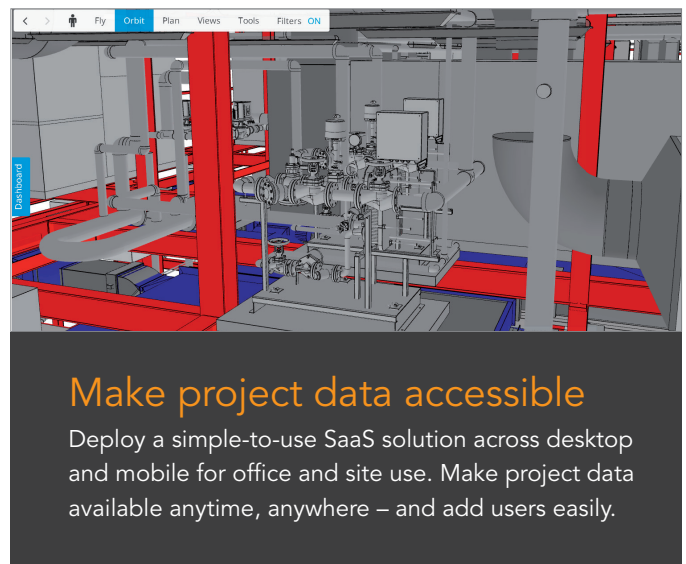 Fly Orbit Plan Views Tools Filters ON
Dashboard
Make project data accessible
Deploy a simple-to-use SaaS solution across desktop
and mobile for office and site use. Make project data
available anytime, anywhere – and add users easily.